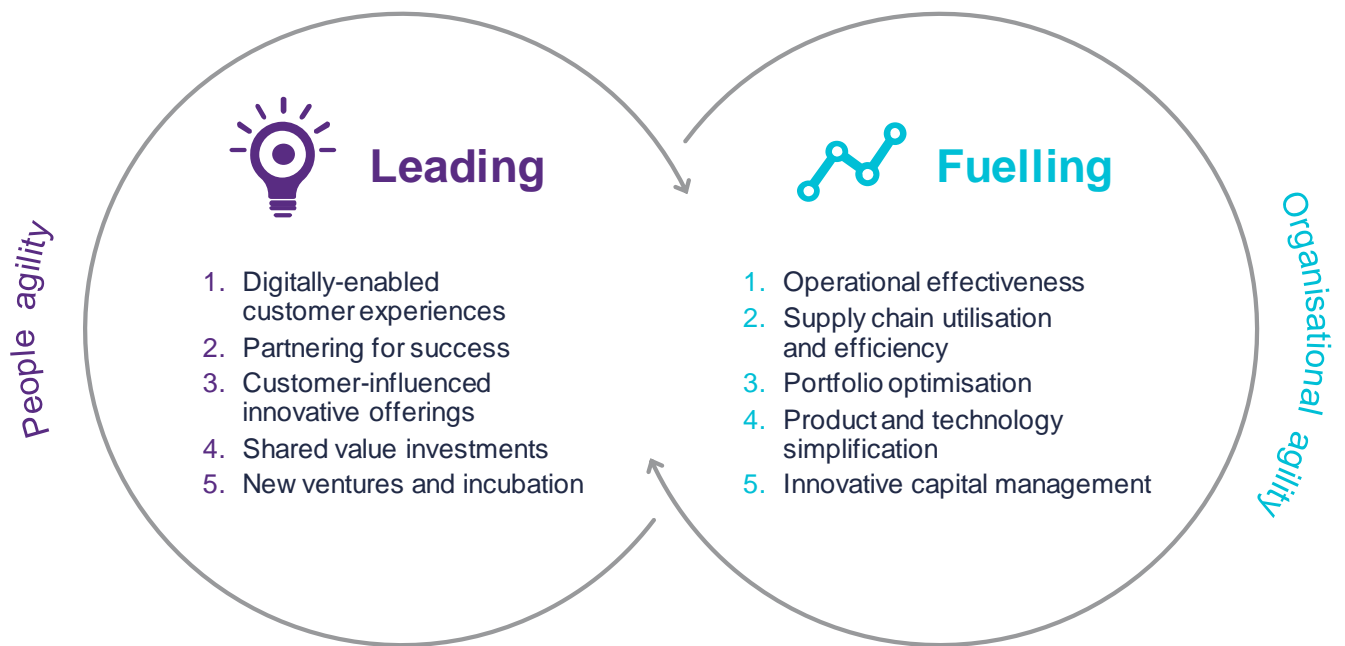 People agility
Leading
1. Digitally-enabled
customer experiences
2. Partnering for success
3. Customer-influenced
innovative offerings
4. Shared value investments
5. New ventures and incubation
Fuelling
1. Operational effectiveness
2. Supply chain utilisation
and efficiency
3. Portfolio optimisation
4. Product and technology
simplification
5. Innovative capital management
Organisational agility